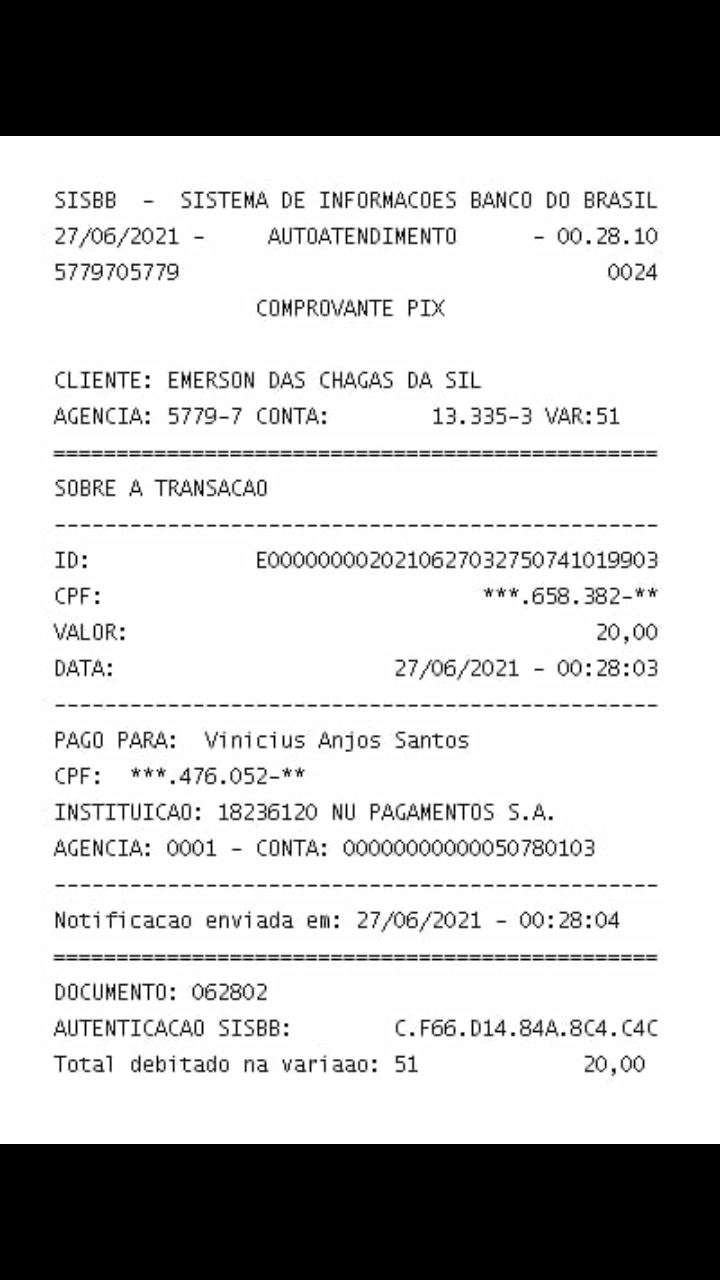 SISBB - SISTEMA DE INFORMACOES BANCO DO BRASIL
27/06/2021 - AUTOATENDIMENTO - 00.28.10
5779705779 0024
COMPROVANTE PIX
CLIENTE: EMERSON DAS CHAGAS DA SIL
AGENCIA: 5779-7 CONTA: 13.335-3 VAR:51
================================================
SOBRE A TRANSACAO
------------------------------------------------
ID: E0000000020210627032750741019903
CPF: ***.658.382-**
VALOR: 20,00
DATA: 27/06/2021 - 00:28:03
------------------------------------------------
PAGO PARA: Vinicius Anjos Santos
CPF: ***.476.052-**
INSTITUICAO: 18236120 NU PAGAMENTOS S.A.
AGENCIA: 0001 - CONTA: 00000000000050780103
------------------------------------------------
Notificacao enviada em: 27/06/2021 - 00:28:04
================================================
DOCUMENTO: 062802
AUTENTICACAO SISBB: C.F66.D14.84A.8C4.C4C
Total debitado na variaao: 51 20,00